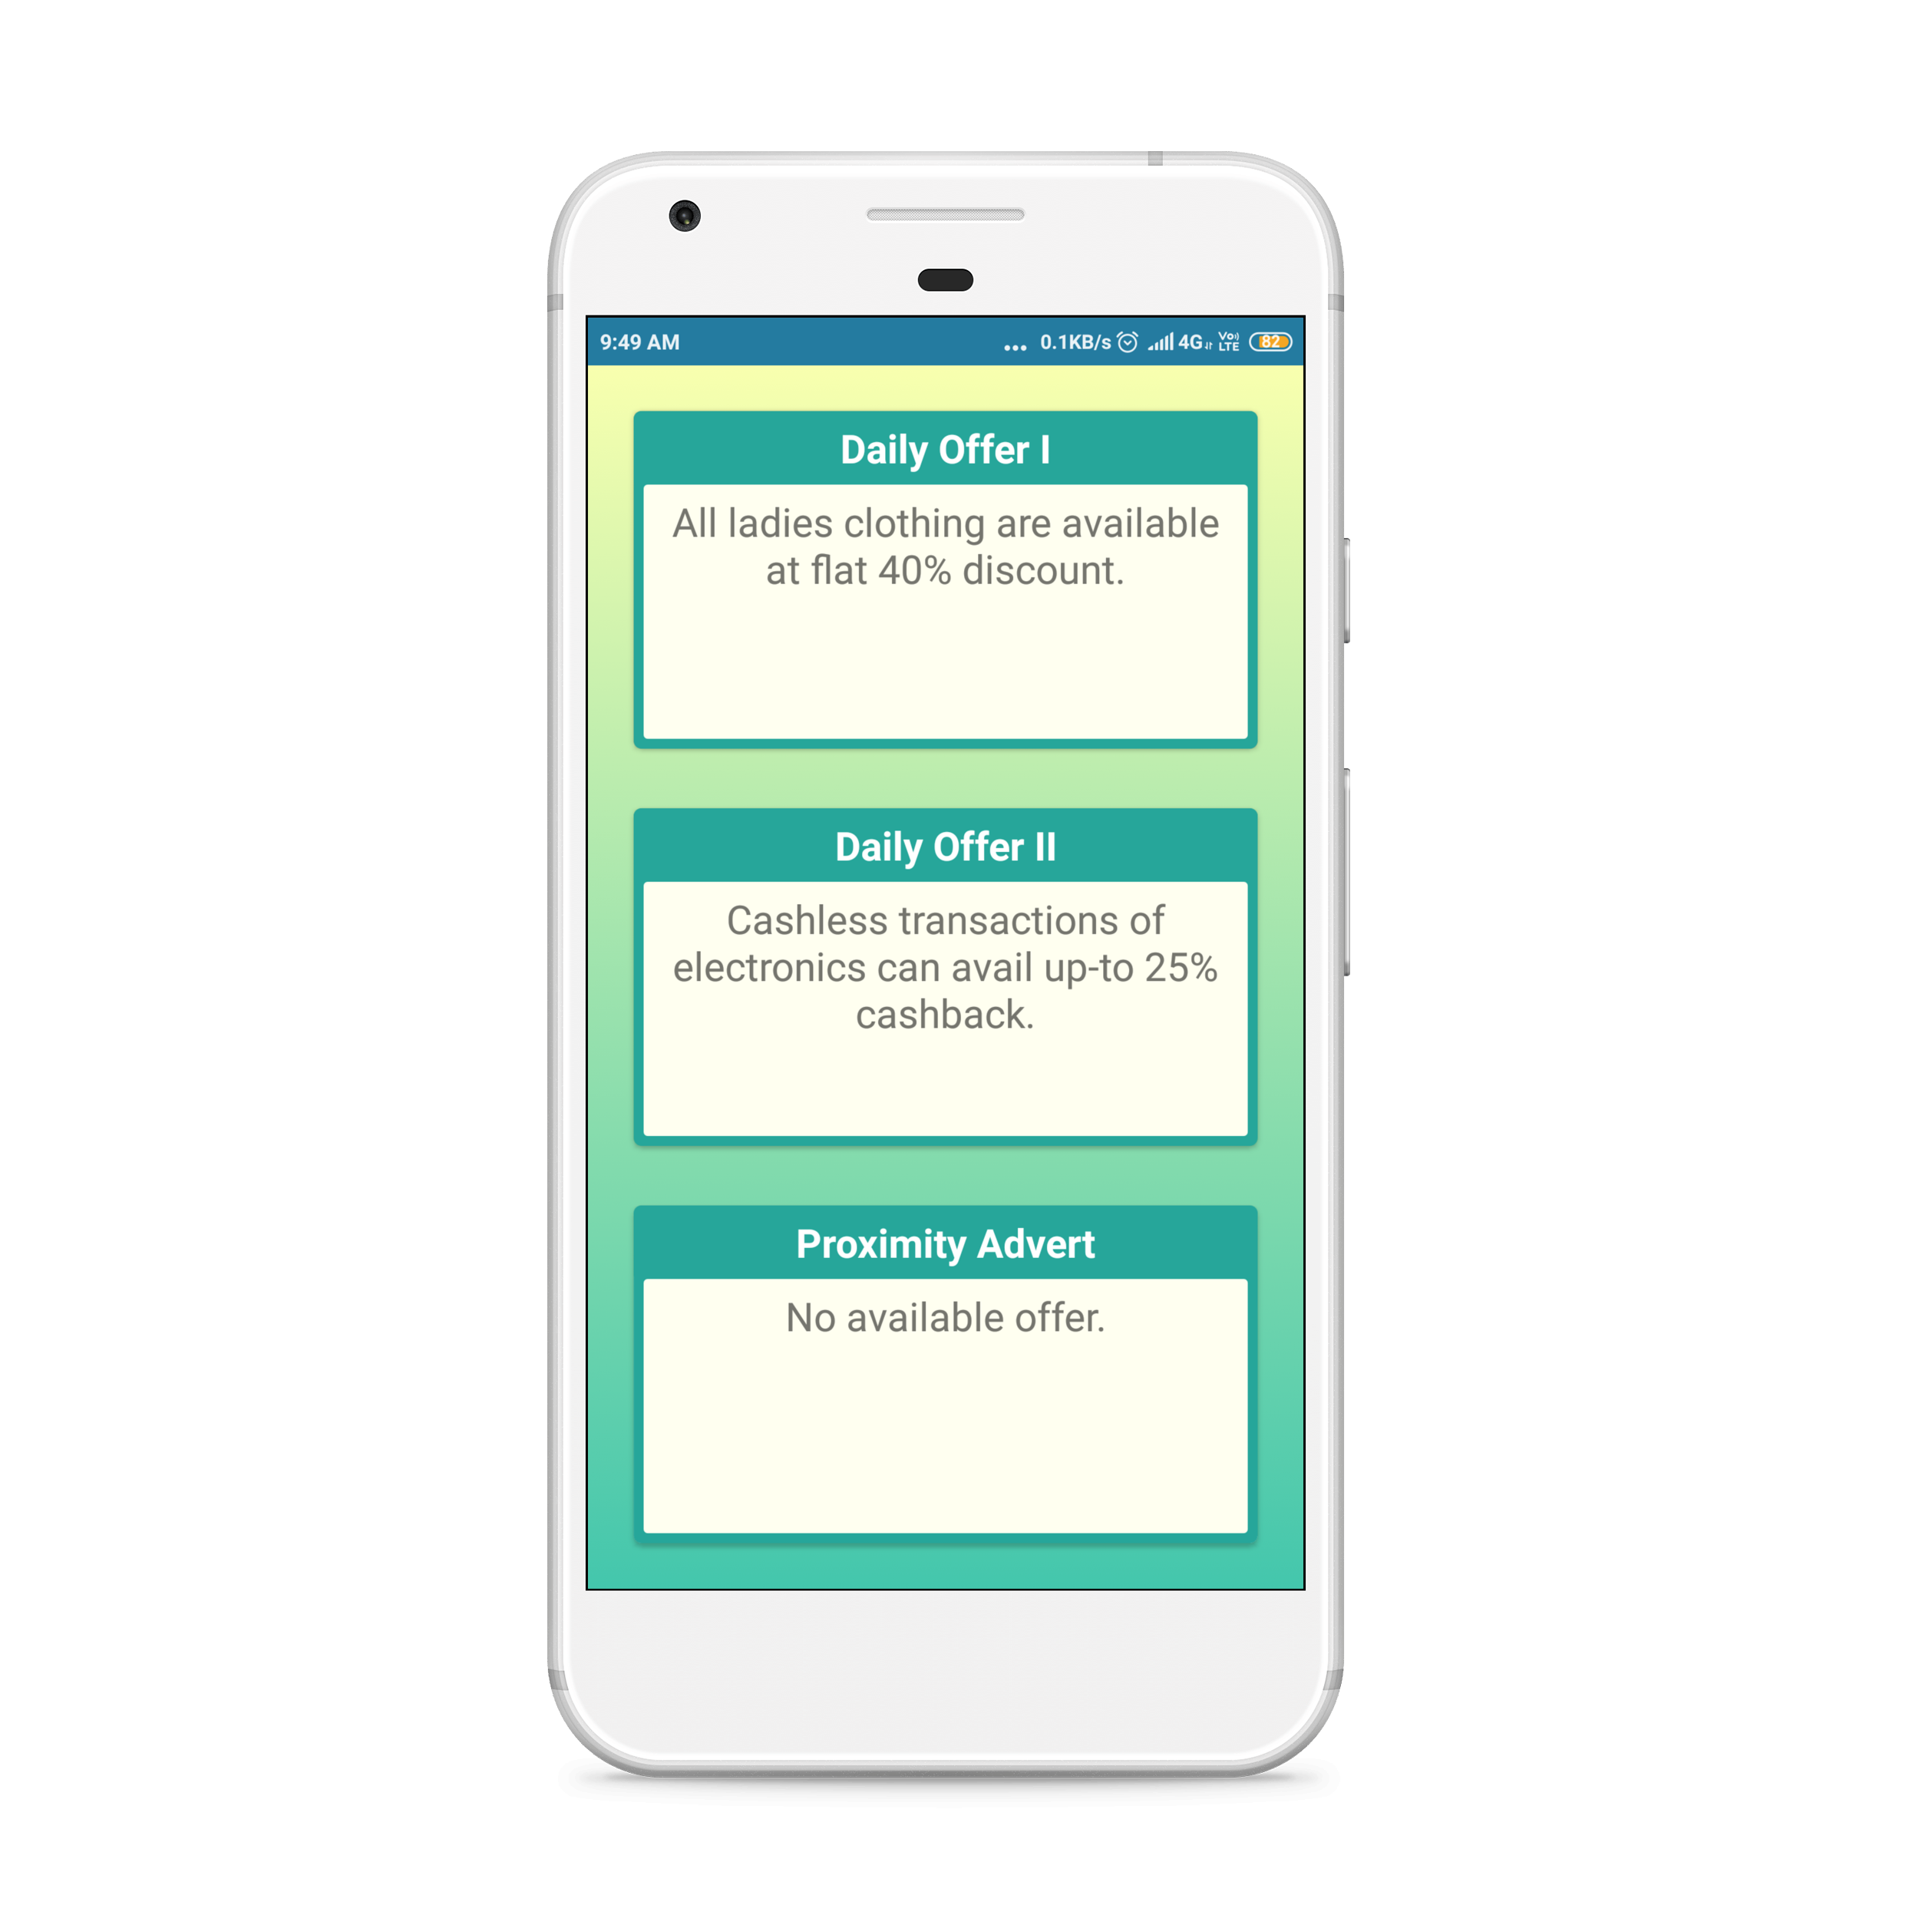 9:49 AM ... 0.1KB/s 4G Vo) LTE 82
Daily Offer I
All ladies clothing are available
at flat 40% discount.
Daily Offer II
Cashless transactions of
electronics can avail up-to 25%
cashback.
Proximity Advert
No available offer.